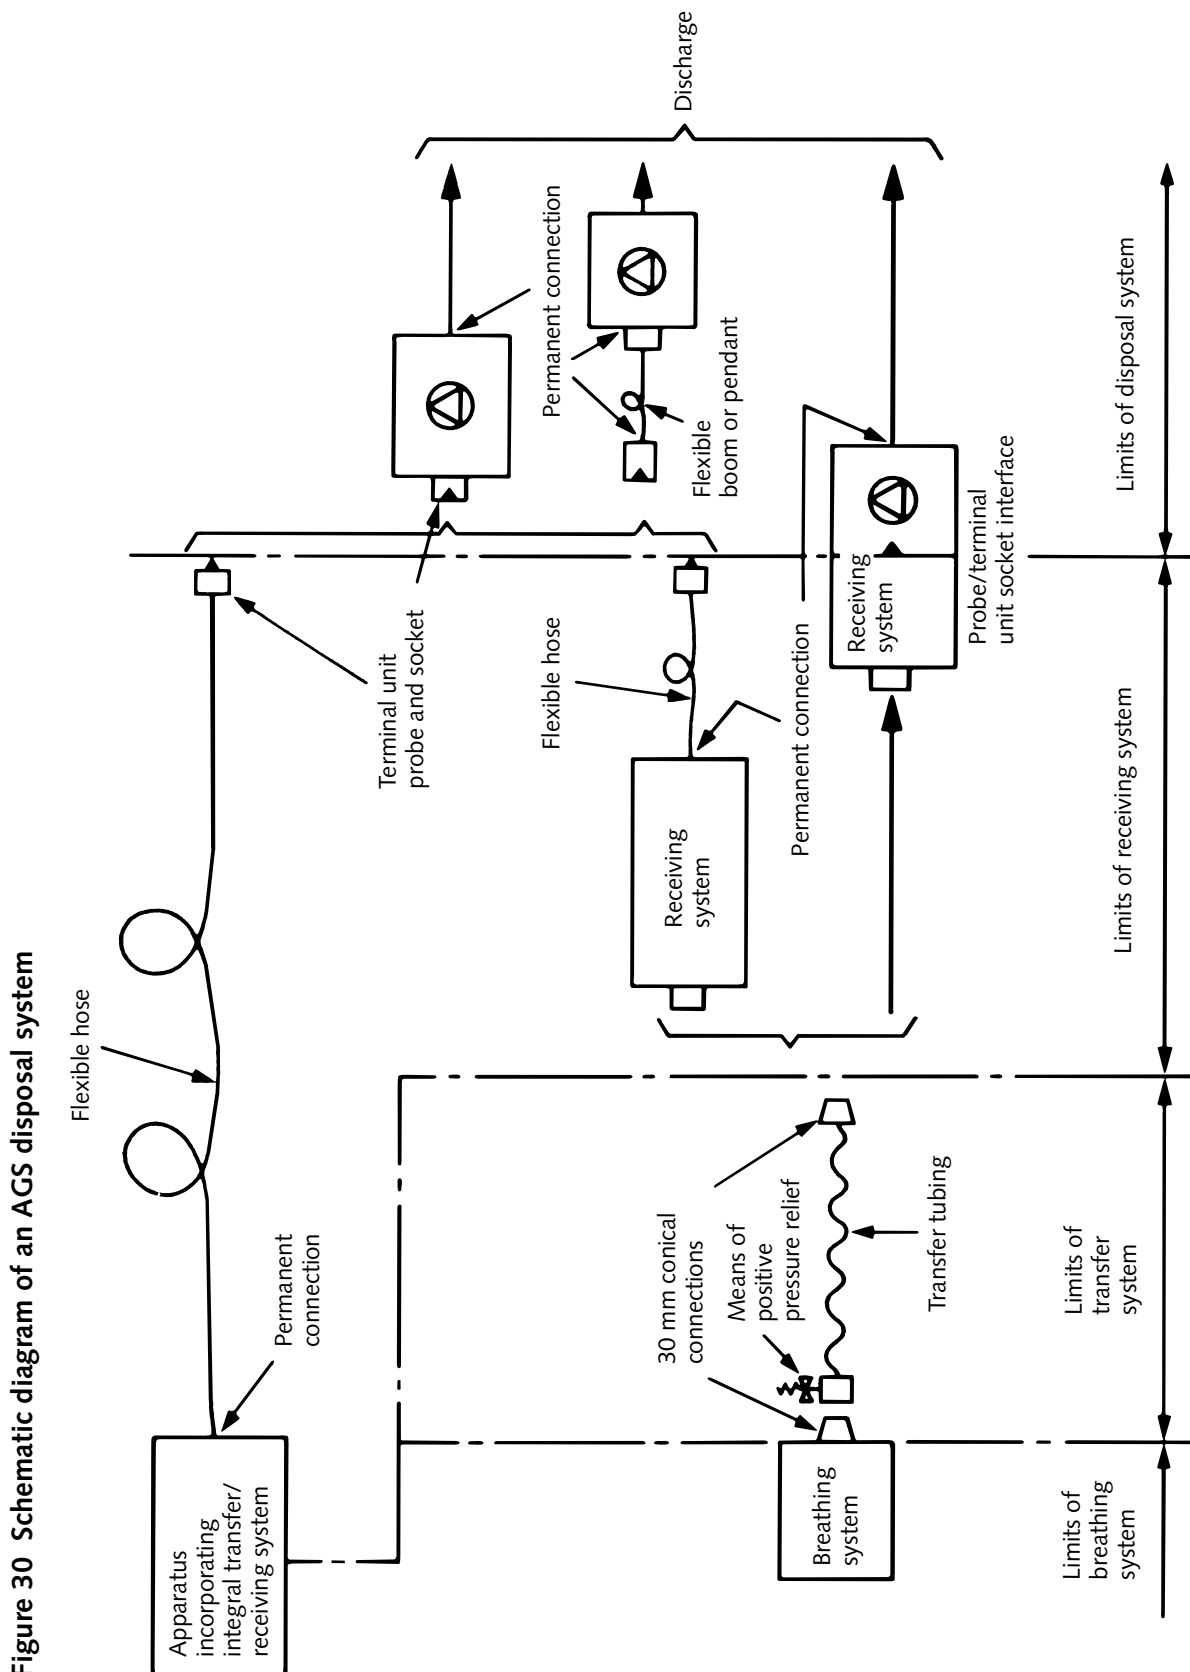 Figure 30 Schematic diagram of an AGS disposal system
Flexible hose
Apparatus
incorporating
integral transfer/
receiving system
Permanent
connection
Terminal unit
probe and socket
Permanent connection
Discharge
Flexible hose
Flexible
boom or pendant
Receiving
system
Permanent connection
30 mm conical
connections
Means of
positive
pressure relief
Breathing
system
Transfer tubing
Receiving
system
Probe/terminal
unit socket interface
Limits of
breathing
system
Limits of
transfer
system
Limits of receiving system
Limits of disposal system